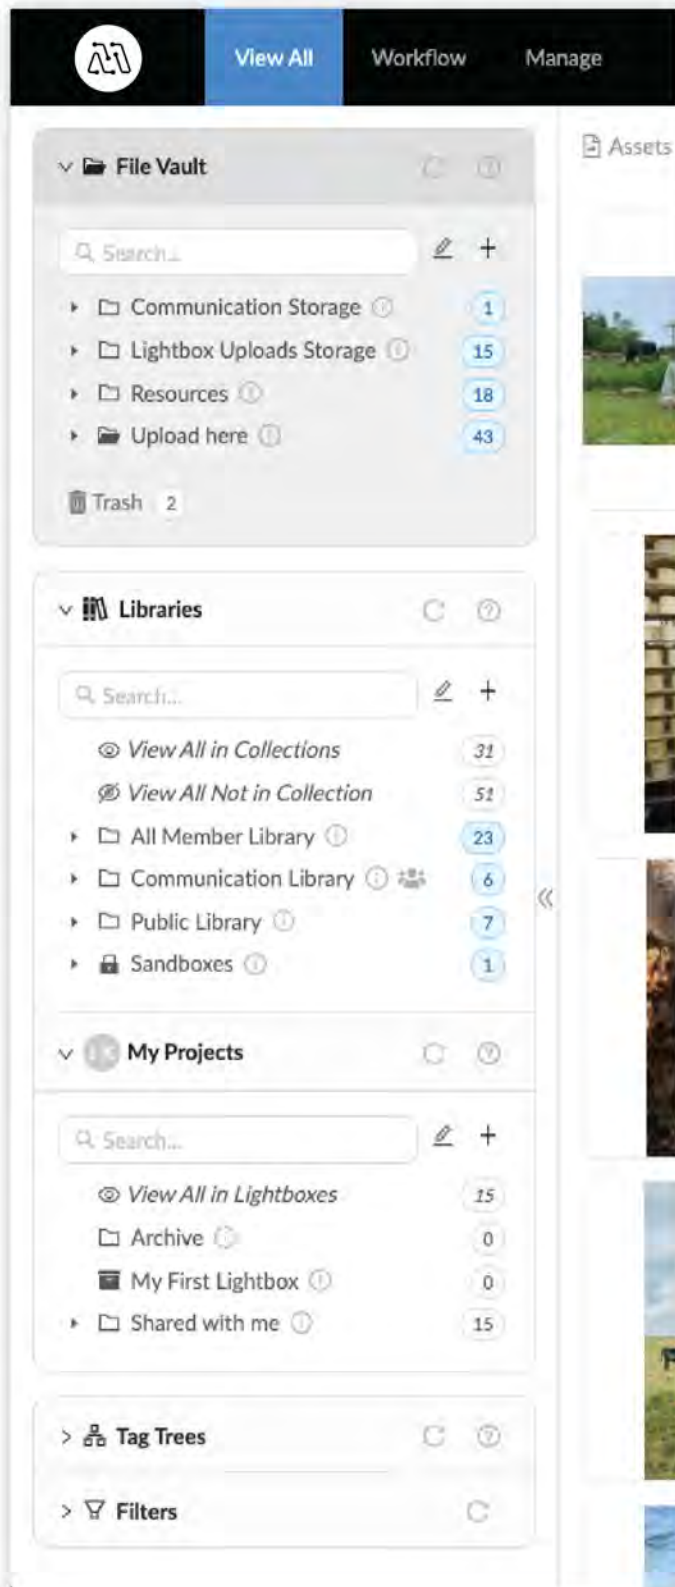 View All Workflow Manage
Assets
File Vault
Search...
Communication Storage 1
Lightbox Uploads Storage 15
Resources 18
Upload here 43
Trash 2
Libraries
Search...
View All in Collections 31
View All Not in Collection 51
All Member Library 23
Communication Library 6
Public Library 7
Sandboxes 1
My Projects
Search...
View All in Lightboxes 15
Archive 0
My First Lightbox 0
Shared with me 15
Tag Trees
Filters